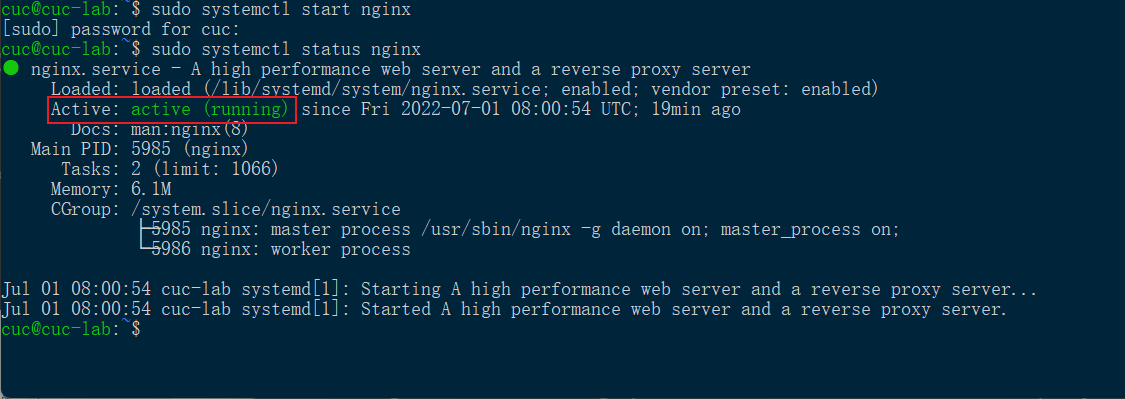 cuc@cuc-lab:~$ sudo systemctl start nginx
[sudo] password for cuc:
cuc@cuc-lab:~$ sudo systemctl status nginx
● nginx.service - A high performance web server and a reverse proxy server
Loaded: loaded (/lib/systemd/system/nginx.service; enabled; vendor preset: enabled)
Active: active (running) since Fri 2022-07-01 08:00:54 UTC; 19min ago
Docs: man:nginx(8)
Main PID: 5985 (nginx)
Tasks: 2 (limit: 1066)
Memory: 6.1M
CGroup: /system.slice/nginx.service
├─5985 nginx: master process /usr/sbin/nginx -g daemon on; master_process on;
└─5986 nginx: worker process
Jul 01 08:00:54 cuc-lab systemd[1]: Starting A high performance web server and a reverse proxy server...
Jul 01 08:00:54 cuc-lab systemd[1]: Started A high performance web server and a reverse proxy server.
cuc@cuc-lab:~$